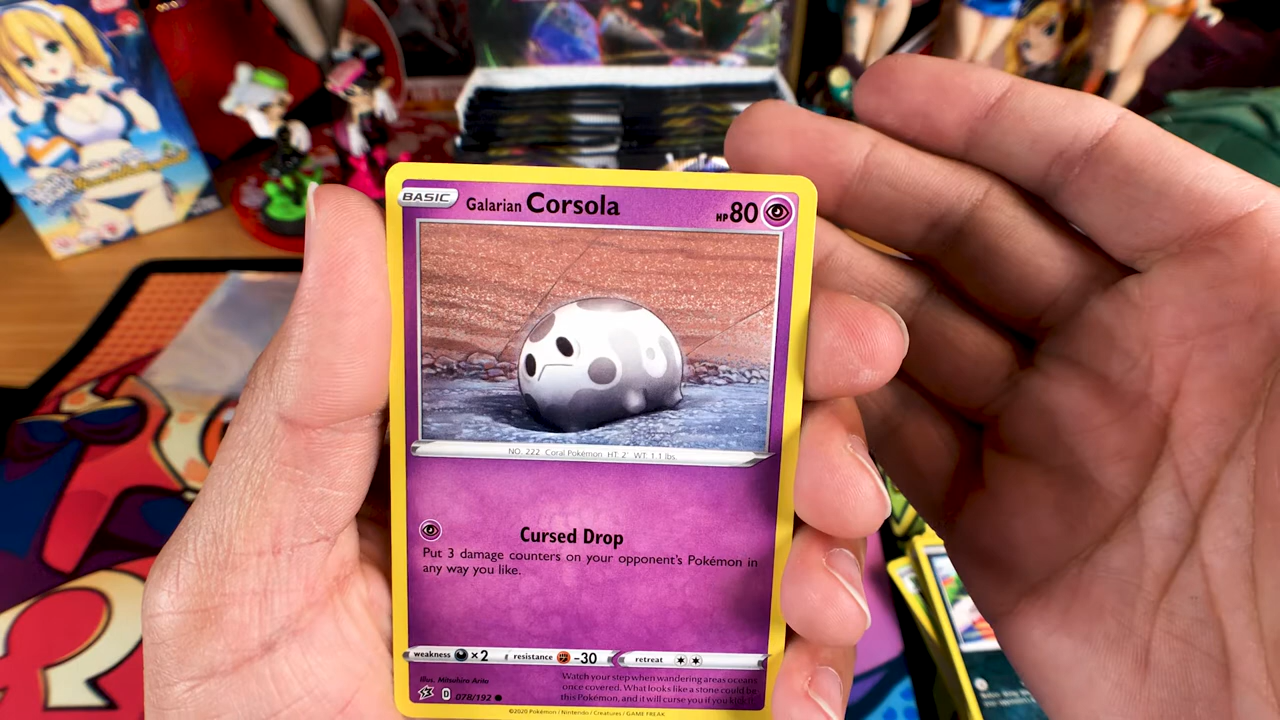 BASIC
Galarian Corsola
HP 80
NO. 222 Coral Pokémon HT: 2' WT: 1.1 lbs.
Cursed Drop
Put 3 damage counters on your opponent's Pokémon in
any way you like.
weakness ×2 resistance -30 retreat
Illus. Mitsuhiro Arita
D 078/192
Watch your step when wandering areas oceans
once covered. What looks like a stone could be
this Pokémon, and it will curse you if you
©2020 Pokémon / Nintendo / Creatures / GAME FREAK